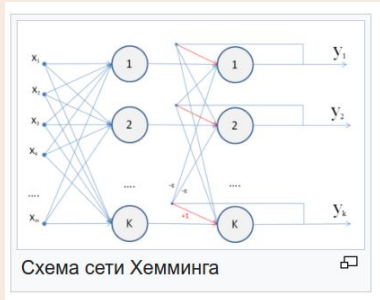 x₁
x₂
x₃
x₄
....
xₘ
1
2
....
K
-ε
-ε
+1
1
2
....
K
y₁
y₂
yₖ
Схема сети Хемминга